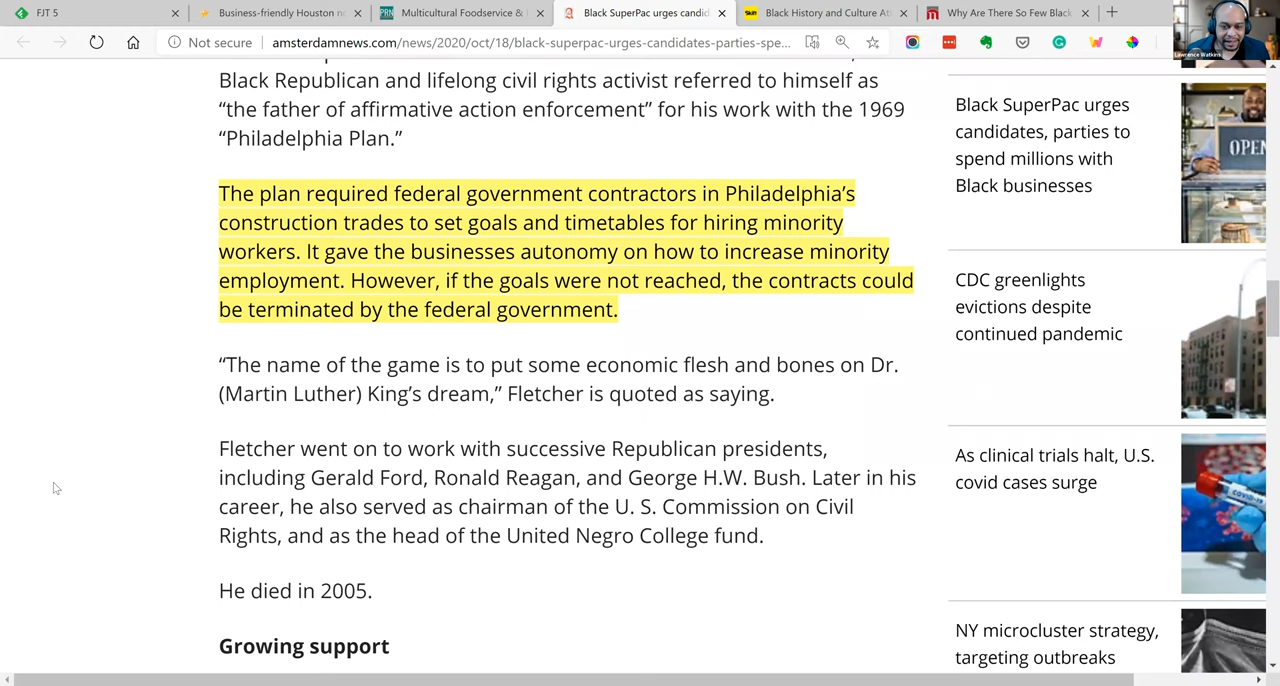 FJT 5
Business-friendly Houston n
Multicultural Foodservice &
Black SuperPac urges candid
Black History and Culture At
Why Are There So Few Black
Not secure
amsterdamnews.com/news/2020/oct/18/black-superpac-urges-candidates-parties-spe...
Lawrence Watkins
Black Republican and lifelong civil rights activist referred to himself as
“the father of affirmative action enforcement” for his work with the 1969
“Philadelphia Plan.”
The plan required federal government contractors in Philadelphia’s
construction trades to set goals and timetables for hiring minority
workers. It gave the businesses autonomy on how to increase minority
employment. However, if the goals were not reached, the contracts could
be terminated by the federal government.
“The name of the game is to put some economic flesh and bones on Dr.
(Martin Luther) King’s dream,” Fletcher is quoted as saying.
Fletcher went on to work with successive Republican presidents,
including Gerald Ford, Ronald Reagan, and George H.W. Bush. Later in his
career, he also served as chairman of the U. S. Commission on Civil
Rights, and as the head of the United Negro College fund.
He died in 2005.
Growing support
Black SuperPac urges
candidates, parties to
spend millions with
Black businesses
OPEN
CDC greenlights
evictions despite
continued pandemic
As clinical trials halt, U.S.
covid cases surge
COVID-19
NY microcluster strategy,
targeting outbreaks